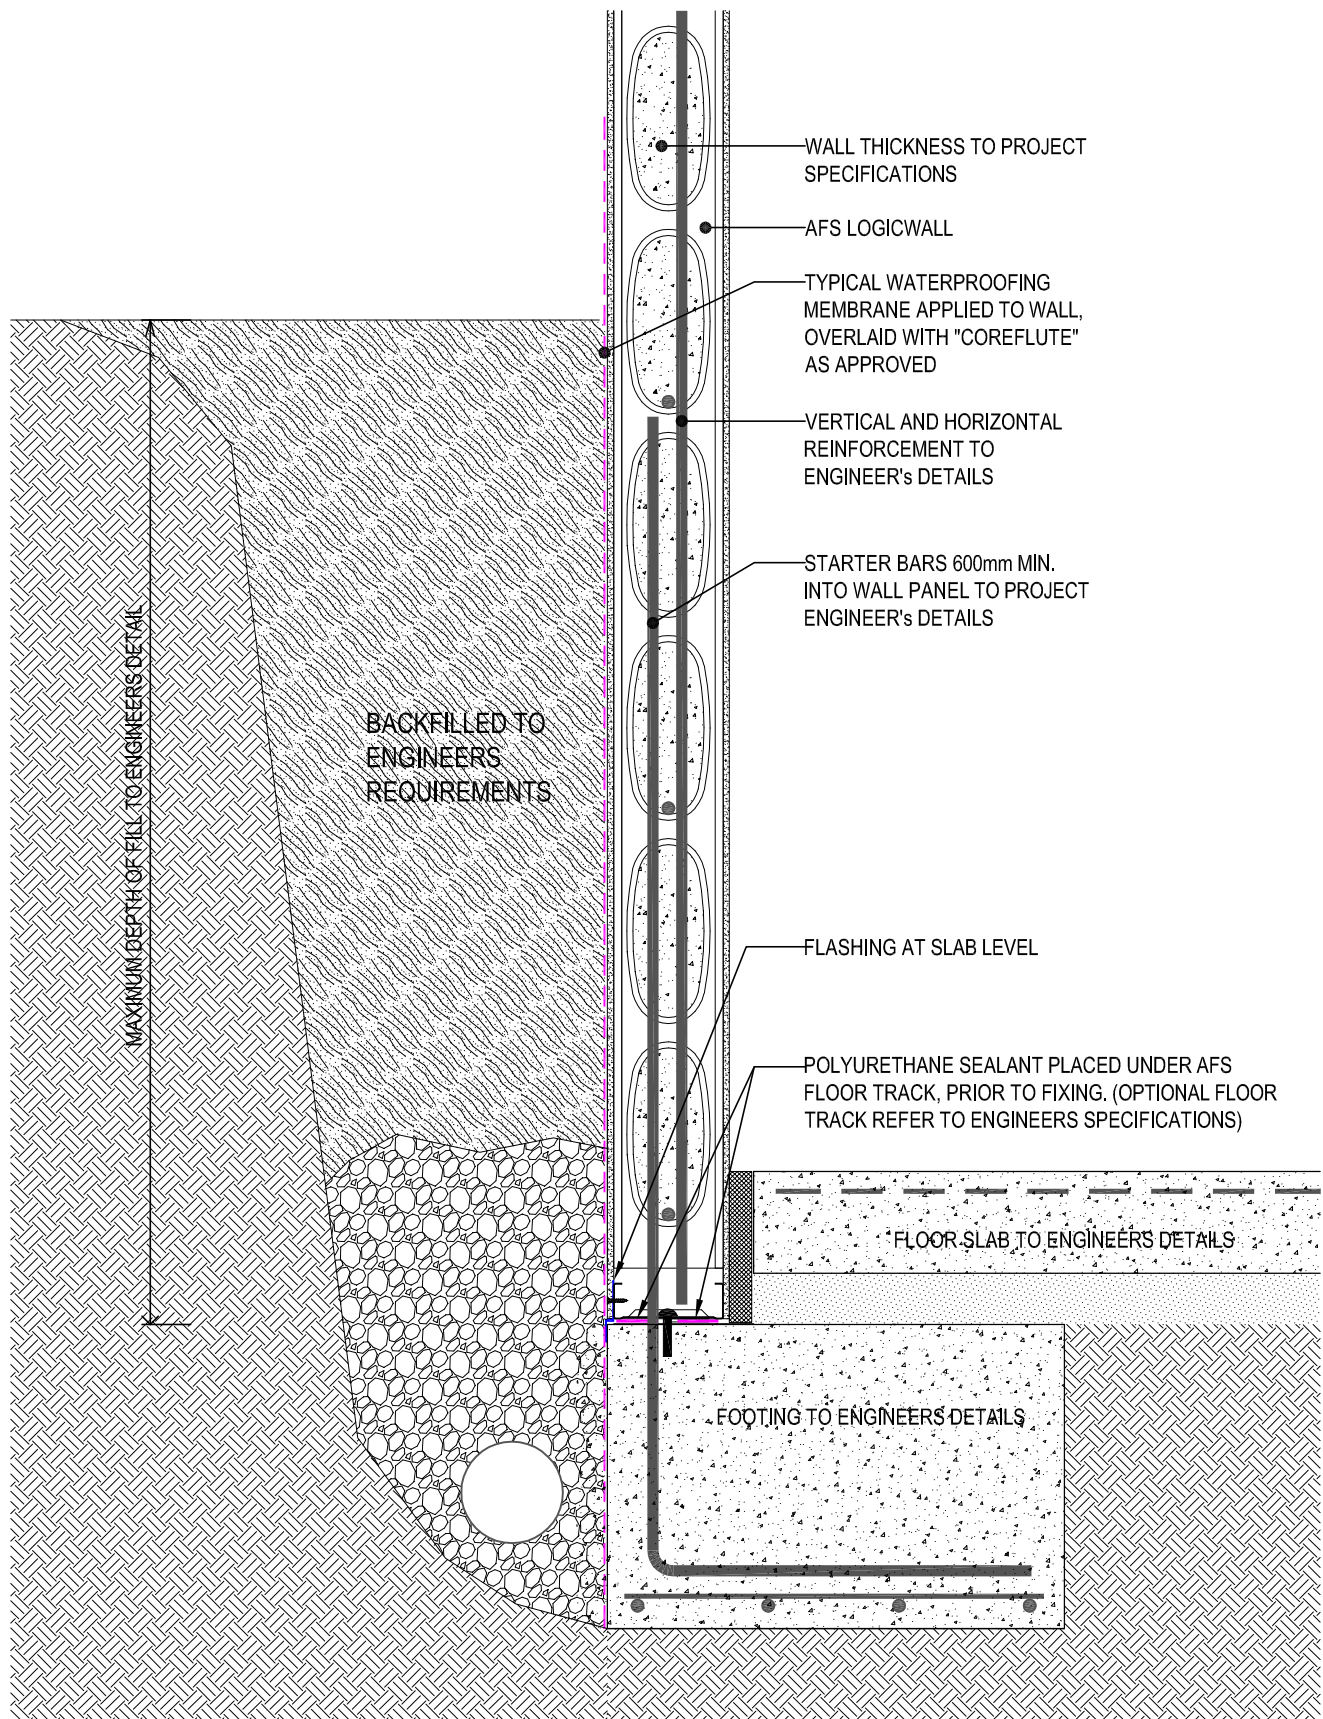 WALL THICKNESS TO PROJECT
SPECIFICATIONS
AFS LOGICWALL
TYPICAL WATERPROOFING
MEMBRANE APPLIED TO WALL,
OVERLAID WITH "COREFLUTE"
AS APPROVED
VERTICAL AND HORIZONTAL
REINFORCEMENT TO
ENGINEER's DETAILS
STARTER BARS 600mm MIN.
INTO WALL PANEL TO PROJECT
ENGINEER's DETAILS
MAXIMUM DEPTH OF FILL TO ENGINEERS DETAIL
BACKFILLED TO
ENGINEERS
REQUIREMENTS
FLASHING AT SLAB LEVEL
POLYURETHANE SEALANT PLACED UNDER AFS
FLOOR TRACK, PRIOR TO FIXING. (OPTIONAL FLOOR
TRACK REFER TO ENGINEERS SPECIFICATIONS)
FLOOR SLAB TO ENGINEERS DETAILS
FOOTING TO ENGINEERS DETAILS